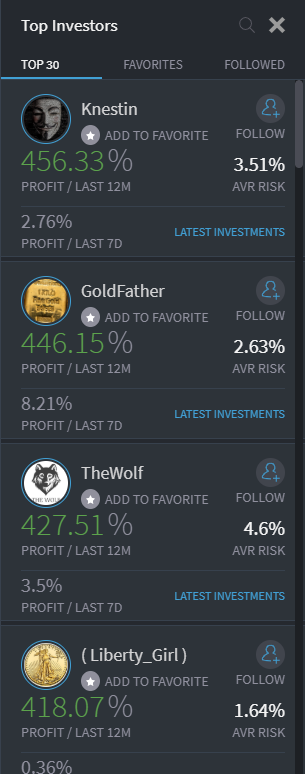 Top Investors
TOP 30 FAVORITES FOLLOWED
Knestin
ADD TO FAVORITE FOLLOW
456.33% 3.51%
PROFIT / LAST 12M AVR RISK
2.76%
PROFIT / LAST 7D LATEST INVESTMENTS
GoldFather
ADD TO FAVORITE FOLLOW
446.15% 2.63%
PROFIT / LAST 12M AVR RISK
8.21%
PROFIT / LAST 7D LATEST INVESTMENTS
TheWolf
THE WOLF
ADD TO FAVORITE FOLLOW
427.51% 4.6%
PROFIT / LAST 12M AVR RISK
3.5%
PROFIT / LAST 7D LATEST INVESTMENTS
( Liberty_Girl )
ADD TO FAVORITE FOLLOW
418.07% 1.64%
PROFIT / LAST 12M AVR RISK
0.36%